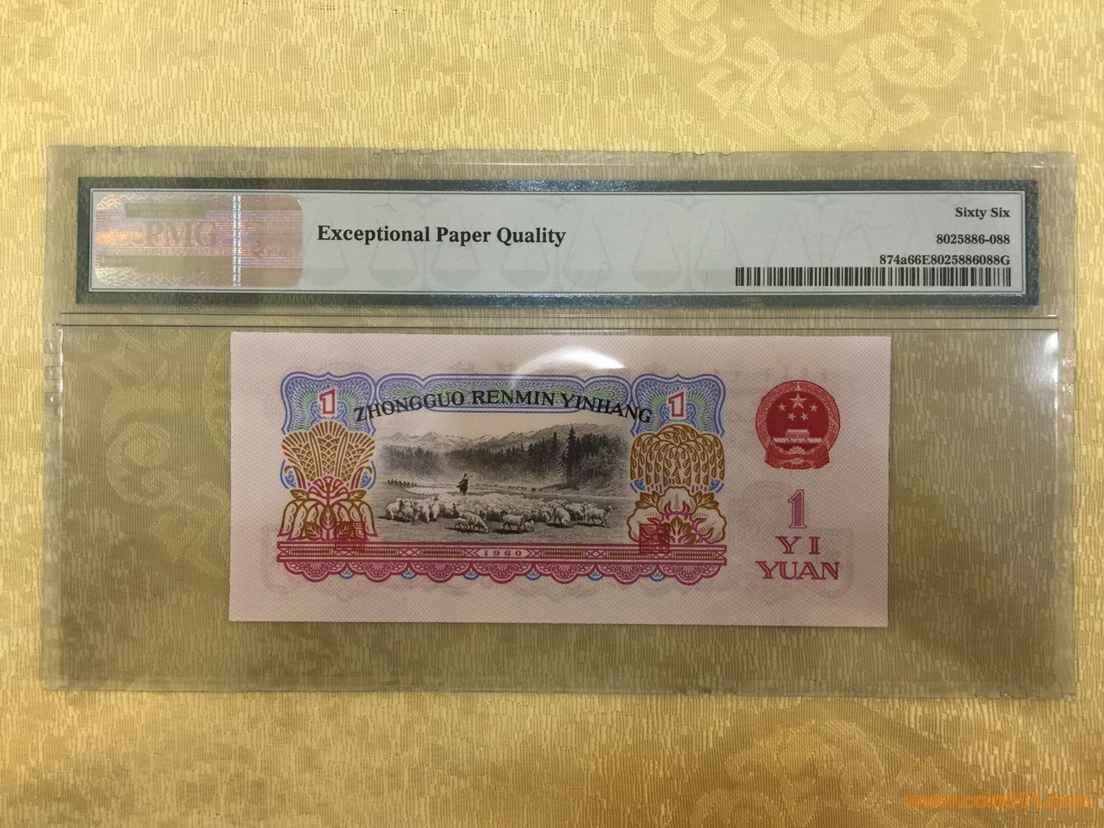 PMG
Exceptional Paper Quality
Sixty Six
8025886-088
874a66E8025886088G
1
1
ZHONGGUO RENMIN YINHANG
1960
1
YI
YUAN
www.coin001.com